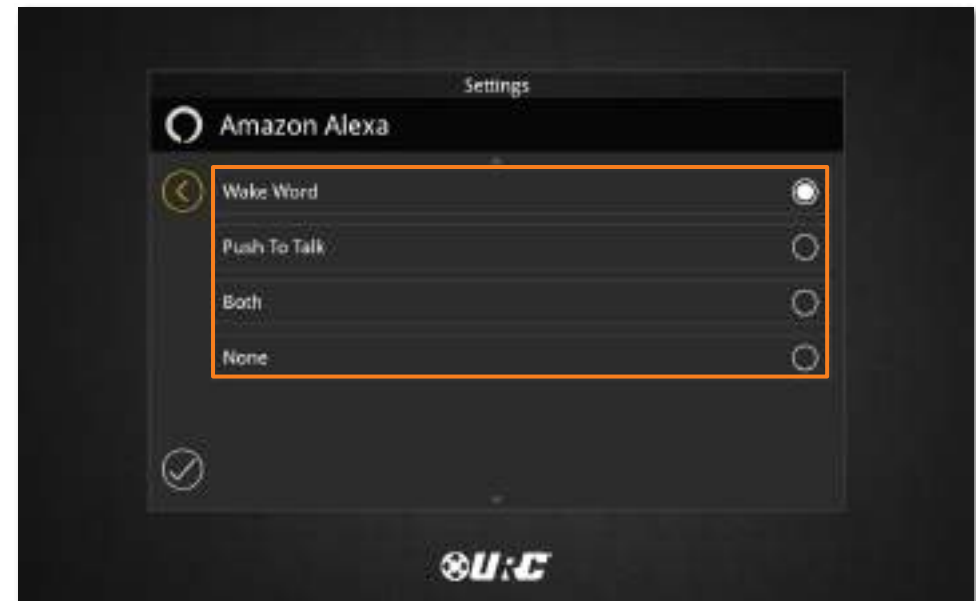 Settings
Amazon Alexa
Wake Word
Push To Talk
Both
None
URC